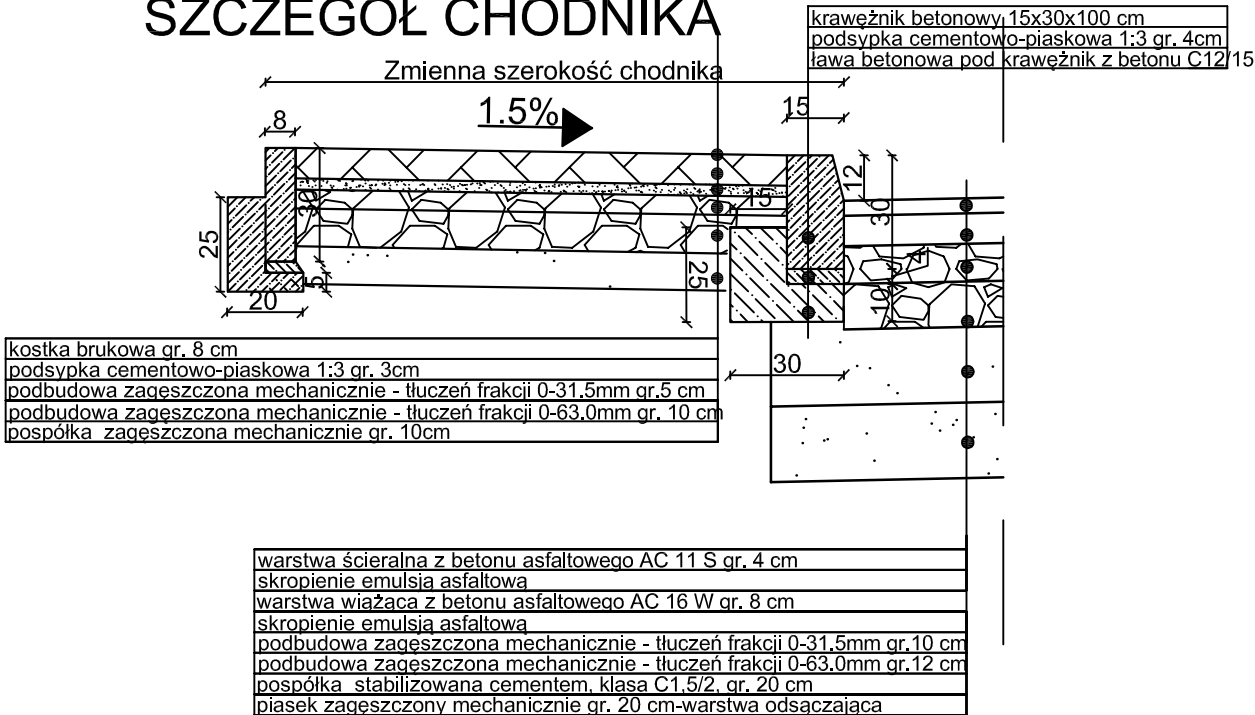 SZCZEGÓŁ CHODNIKA
krawężnik betonowy 15x30x100 cm
podsypka cementowo-piaskowa 1:3 gr. 4cm
ława betonowa pod krawężnik z betonu C12/15
Zmienna szerokość chodnika
1.5%
8
15
12
30
15
30
25
25
4
5
10
20
30
kostka brukowa gr. 8 cm
podsypka cementowo-piaskowa 1:3 gr. 3cm
podbudowa zagęszczona mechanicznie - tłuczeń frakcji 0-31.5mm gr.5 cm
podbudowa zagęszczona mechanicznie - tłuczeń frakcji 0-63.0mm gr. 10 cm
pospółka zagęszczona mechanicznie gr. 10cm
warstwa ścieralna z betonu asfaltowego AC 11 S gr. 4 cm
skropienie emulsją asfaltową
warstwa wiążąca z betonu asfaltowego AC 16 W gr. 8 cm
skropienie emulsją asfaltową
podbudowa zagęszczona mechanicznie - tłuczeń frakcji 0-31.5mm gr.10 cm
podbudowa zagęszczona mechanicznie - tłuczeń frakcji 0-63.0mm gr.12 cm
pospółka stabilizowana cementem, klasa C1,5/2, gr. 20 cm
piasek zagęszczony mechanicznie gr. 20 cm-warstwa odsączająca